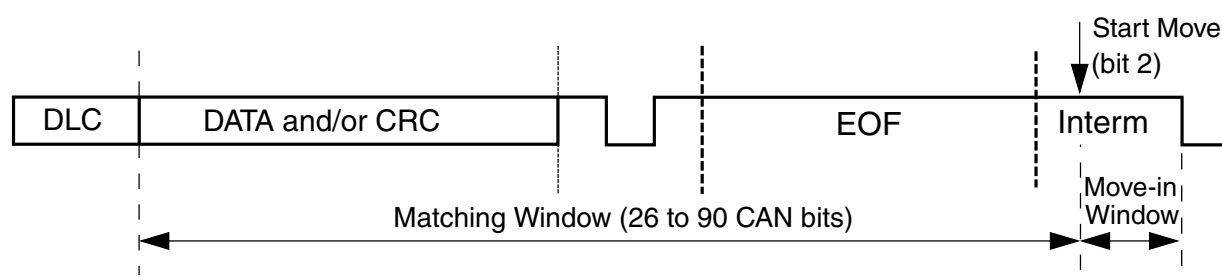 Start Move
(bit 2)
DLC
DATA and/or CRC
EOF
Interm
Matching Window (26 to 90 CAN bits)
Move-in
Window